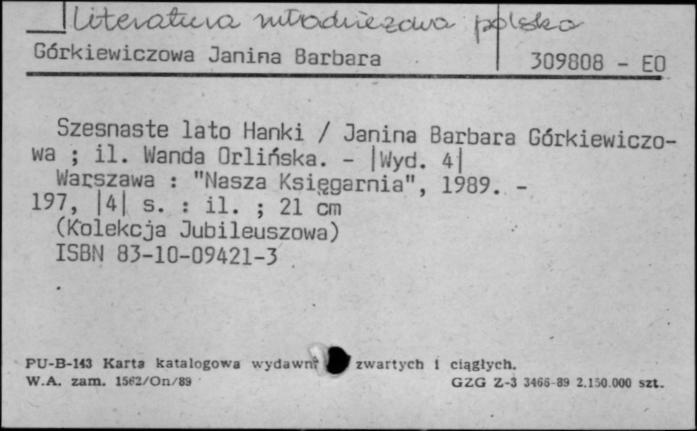 literatura młodzieżowa polska
Górkiewiczowa Janina Barbara
309808 - EO
Szesnaste lato Hanki / Janina Barbara Górkiewiczo-
wa ; il. Wanda Orlińska. - |Wyd. 4|
Warszawa : "Nasza Księgarnia", 1989. -
197, |4| s. : il. ; 21 cm
(Kolekcja Jubileuszowa)
ISBN 83-10-09421-3
PU-B-143 Karta katalogowa wydawn zwartych i ciągłych.
W.A. zam. 1562/On/89 GZG Z-3 3466-89 2.150.000 szt.